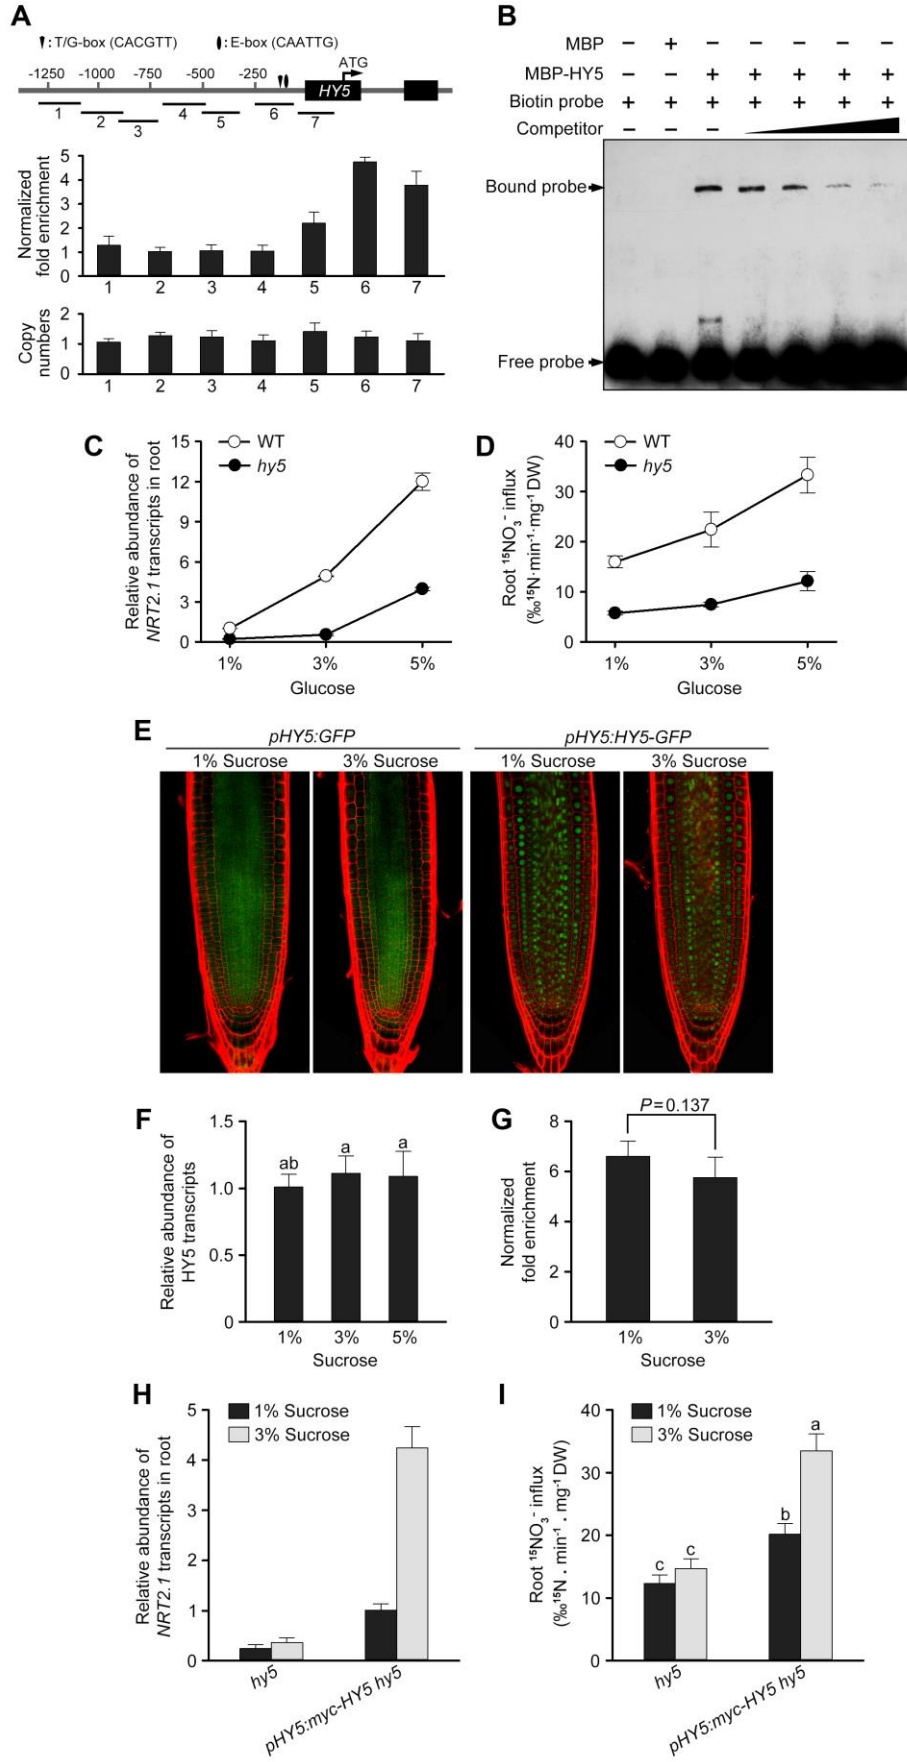 A
: T/G-box (CACGTT) : E-box (CAATTG)
ATG
-1250 -1000 -750 -500 -250
HY5
1 2 3 4 5 6 7
Normalized
fold enrichment
5
4
3
2
1
0
1 2 3 4 5 6 7
Copy
numbers
2
1
0
1 2 3 4 5 6 7
B
MBP – + – – – – –
MBP-HY5 – – + + + + +
Biotin probe + + + + + + +
Competitor – – –
Bound probe
Free probe
C
Relative abundance of
NRT2.1 transcripts in root
15
12
9
6
3
0
WT
hy5
1% 3% 5%
Glucose
D
Root ¹⁵NO₃⁻ influx
(‰¹⁵N·min⁻¹·mg⁻¹ DW)
40
30
20
10
0
WT
hy5
1% 3% 5%
Glucose
E
pHY5:GFP pHY5:HY5-GFP
1% Sucrose 3% Sucrose 1% Sucrose 3% Sucrose
F
Relative abundance of
HY5 transcripts
1.5
1.0
0.5
0
ab a a
1% 3% 5%
Sucrose
G
Normalized
fold enrichment
8
6
4
2
0
P=0.137
1% 3%
Sucrose
H
Relative abundance of
NRT2.1 transcripts in root
5
4
3
2
1
0
1% Sucrose
3% Sucrose
hy5
pHY5:myc-HY5 hy5
I
Root ¹⁵NO₃⁻ influx
(‰¹⁵N . min⁻¹ . mg⁻¹ DW)
40
30
20
10
0
1% Sucrose
3% Sucrose
c c b a
hy5
pHY5:myc-HY5 hy5